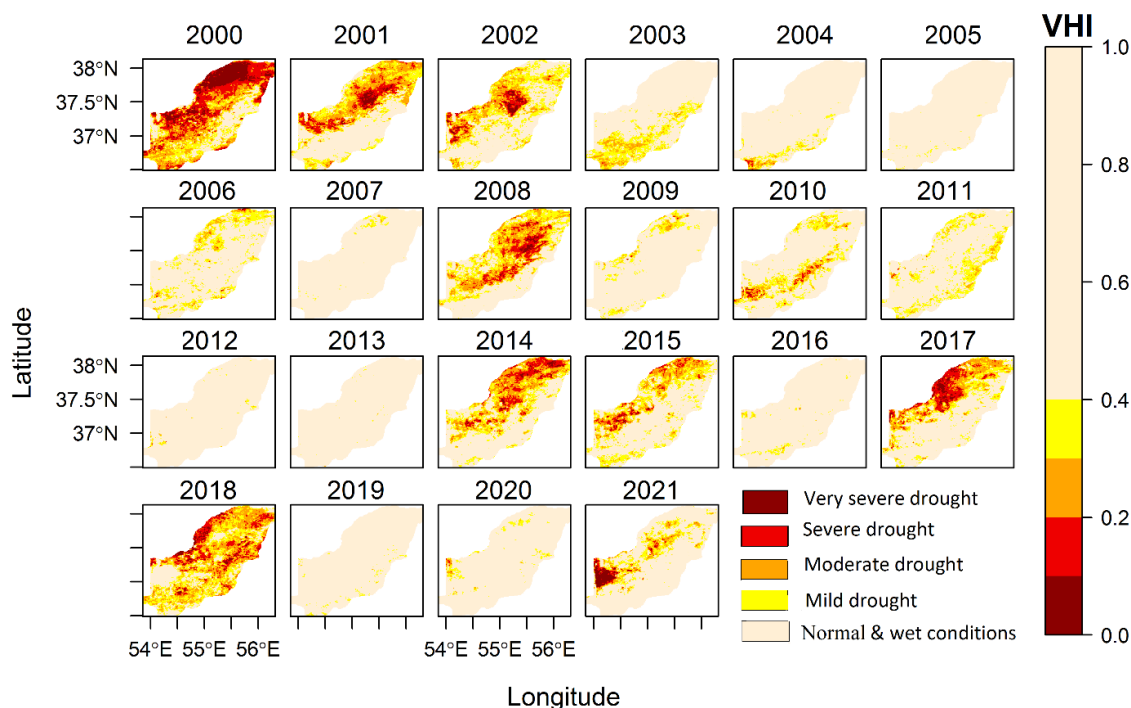 VHI
2000 2001 2002 2003 2004 2005
1.0
38°N
37.5°N
37°N
0.8
2006 2007 2008 2009 2010 2011
0.6
Latitude
2012 2013 2014 2015 2016 2017
38°N
37.5°N
37°N
0.4
0.2
2018 2019 2020 2021
Very severe drought
Severe drought
Moderate drought
Mild drought
Normal & wet conditions
0.0
54°E 55°E 56°E 54°E 55°E 56°E
Longitude